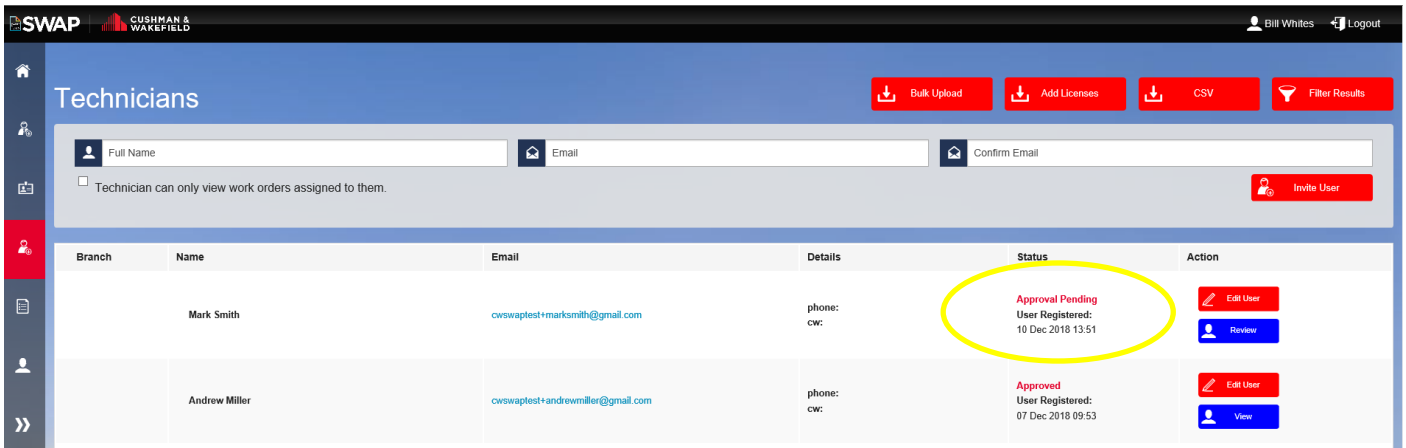 SWAP CUSHMAN & WAKEFIELD Bill Whites Logout
Technicians Bulk Upload Add Licenses CSV Filter Results
Full Name Email Confirm Email
Technician can only view work orders assigned to them. Invite User
Branch Name Email Details Status Action
Mark Smith cwswaptest+marksmith@gmail.com
phone:
cw:
Approval Pending
User Registered:
10 Dec 2018 13:51
Edit User
Review
Andrew Miller cwswaptest+andrewmiller@gmail.com
phone:
cw:
Approved
User Registered:
07 Dec 2018 09:53
Edit User
View